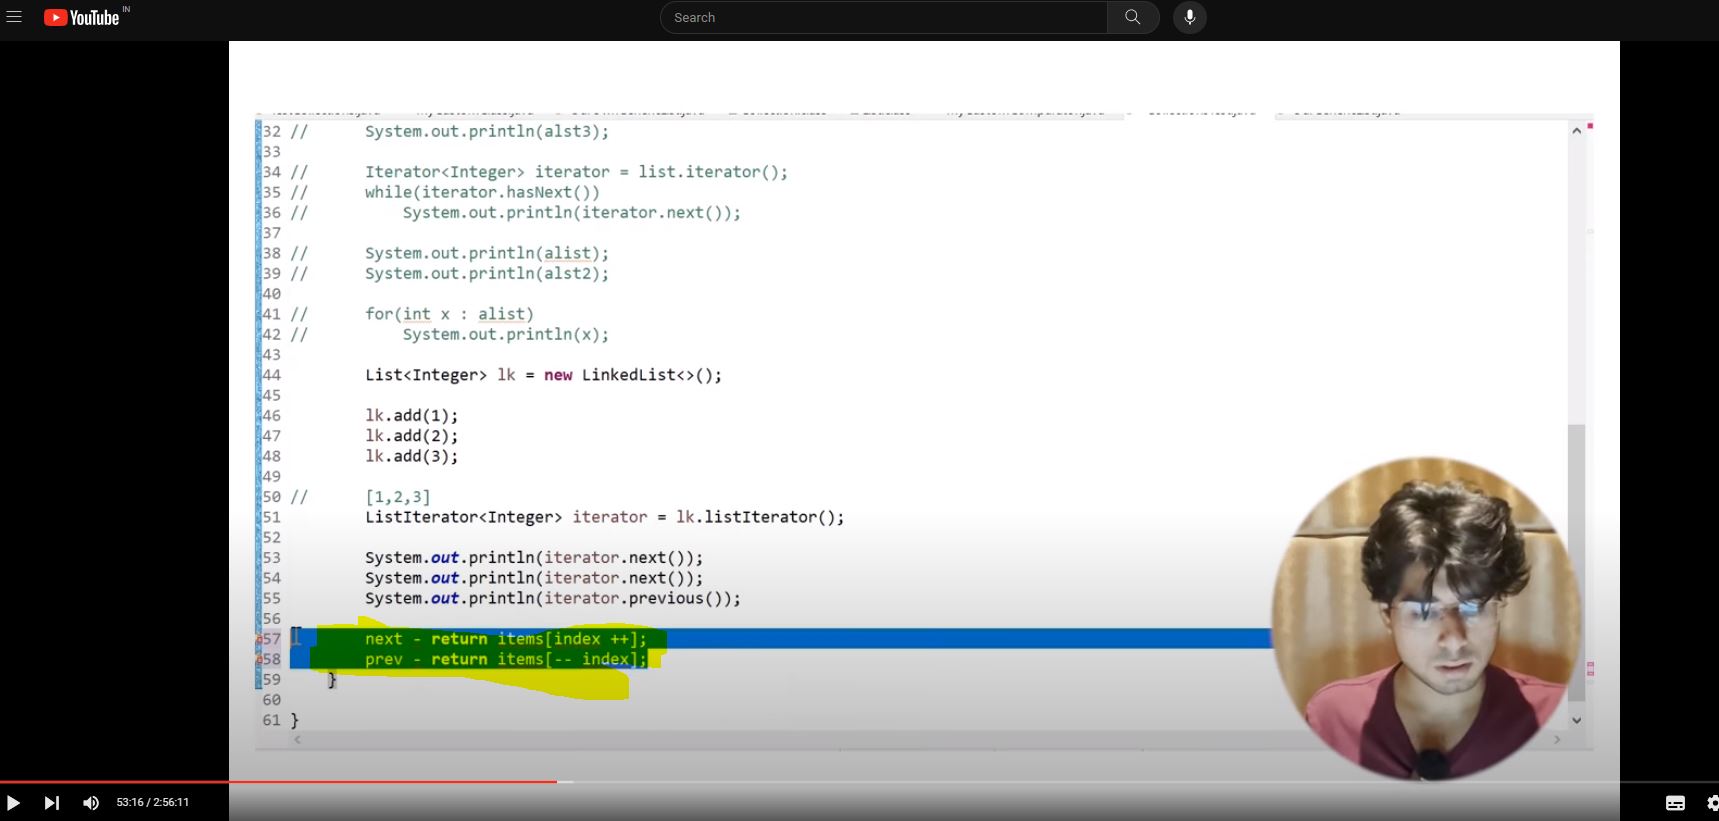 YouTube IN
Search
32 // System.out.println(alst3);
33
34 // Iterator<Integer> iterator = list.iterator();
35 // while(iterator.hasNext())
36 // System.out.println(iterator.next());
37
38 // System.out.println(alist);
39 // System.out.println(alst2);
40
41 // for(int x : alist)
42 // System.out.println(x);
43
44 List<Integer> lk = new LinkedList<>();
45
46 lk.add(1);
47 lk.add(2);
48 lk.add(3);
49
50 // [1,2,3]
51 ListIterator<Integer> iterator = lk.listIterator();
52
53 System.out.println(iterator.next());
54 System.out.println(iterator.next());
55 System.out.println(iterator.previous());
56
57 next - return items[index ++];
58 prev - return items[-- index];
59 }
60
61 }
53:16 / 2:56:11